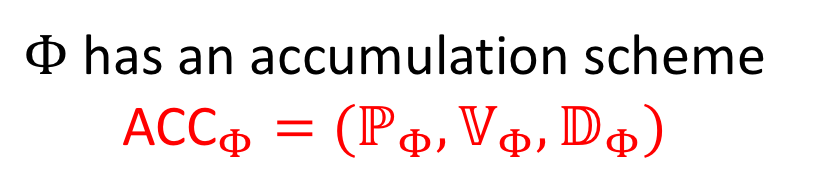 Φ has an accumulation scheme
ACC_Φ = (ℙ_Φ, 𝕍_Φ, 𝔻_Φ)